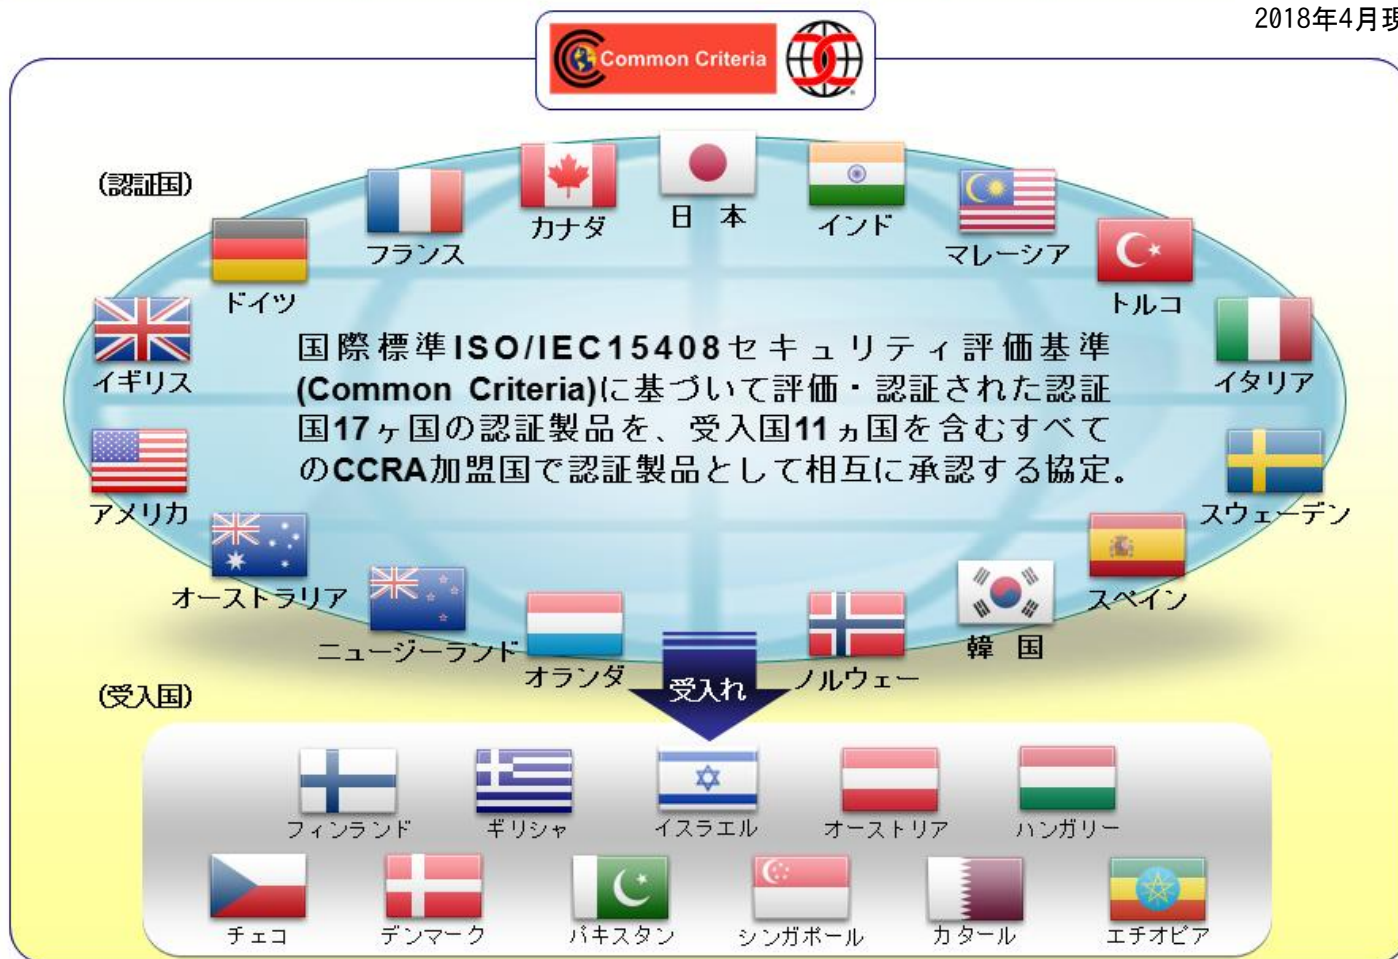 2018年4月現
Common Criteria
(認証国)
日 本
カナダ
インド
フランス
マレーシア
ドイツ
トルコ
イギリス
イタリア
国際標準ISO/IEC15408セキュリティ評価基準
(Common Criteria)に基づいて評価・認証された認証
国17ヶ国の認証製品を、受入国11ヵ国を含むすべて
のCCRA加盟国で認証製品として相互に承認する協定。
アメリカ
スウェーデン
オーストラリア
スペイン
ニュージーランド
韓 国
オランダ
ノルウェー
受入れ
(受入国)
フィンランド
ギリシャ
イスラエル
オーストリア
ハンガリー
チェコ
デンマーク
パキスタン
シンガポール
カタール
エチオピア